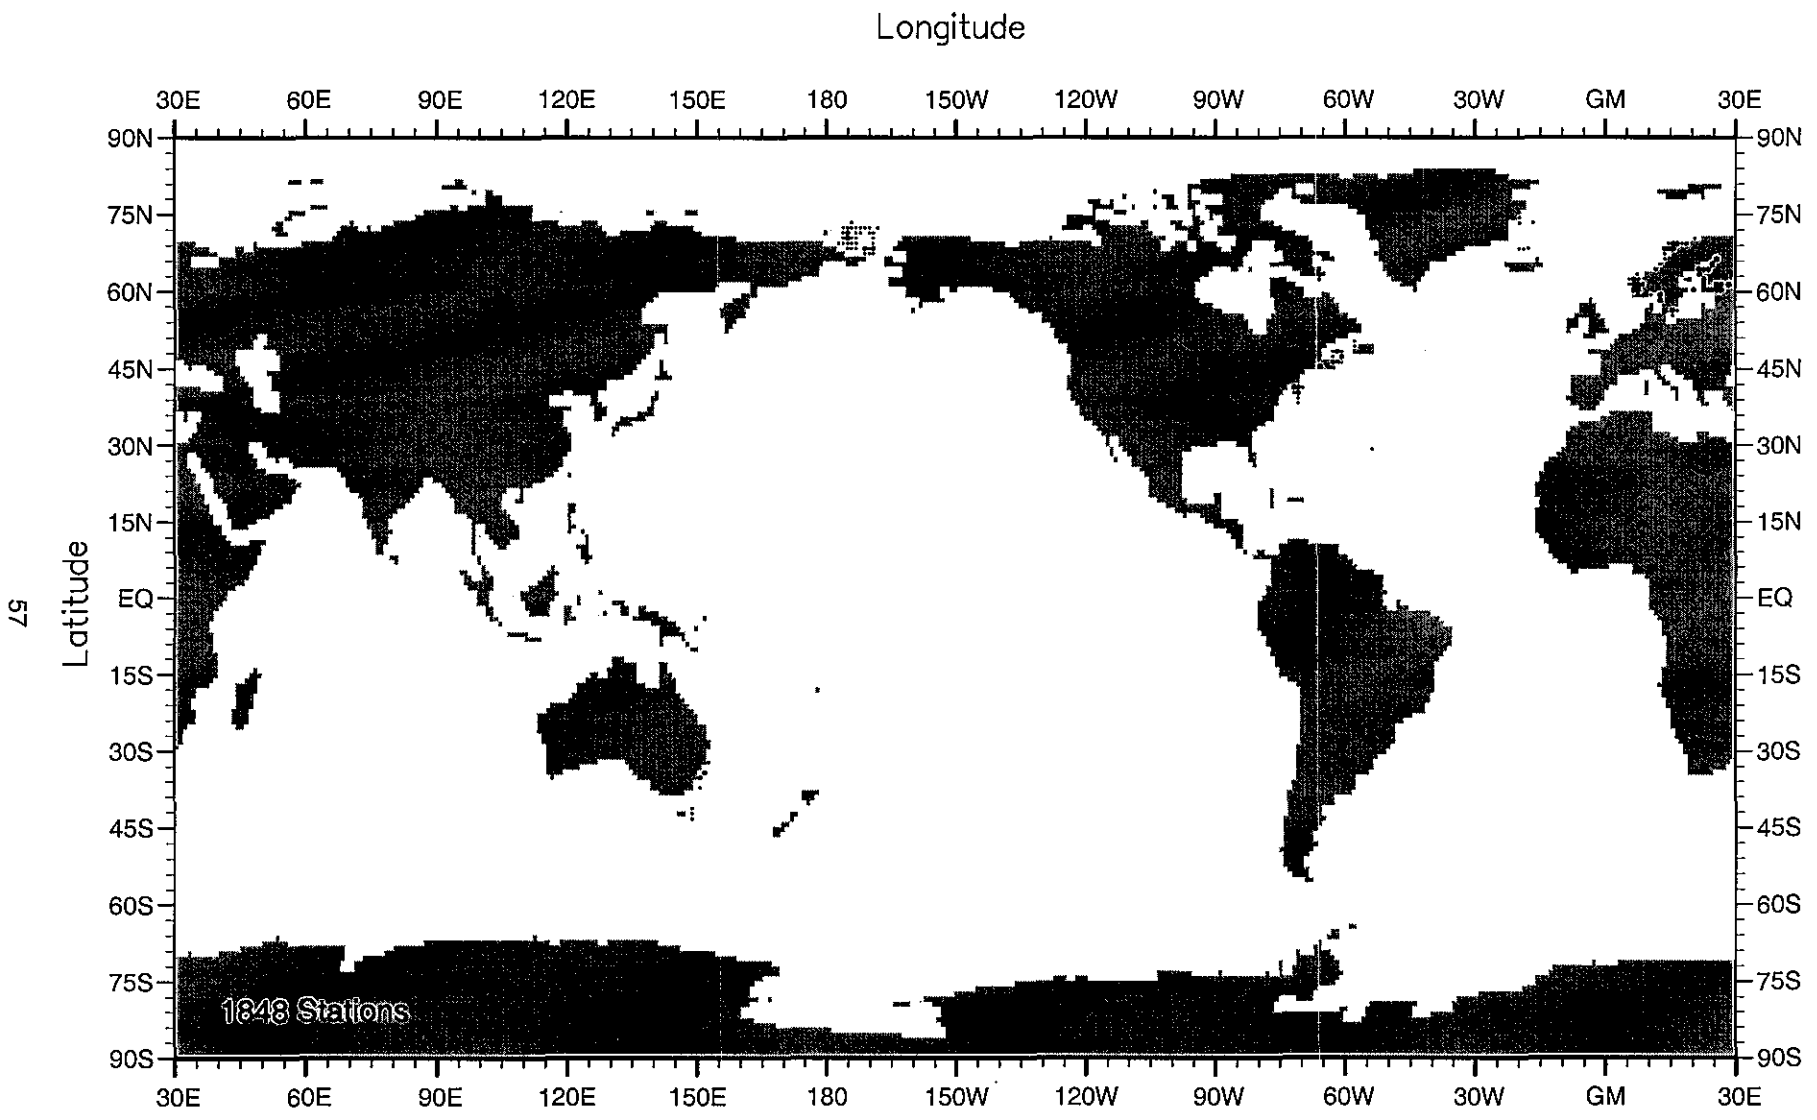 Longitude
30E 60E 90E 120E 150E 180 150W 120W 90W 60W 30W GM 30E
90N 90N
75N 75N
60N 60N
45N 45N
30N 30N
15N 15N
EQ EQ
15S 15S
30S 30S
45S 45S
60S 60S
75S 75S
90S 90S
Latitude
57
1848 Stations
30E 60E 90E 120E 150E 180 150W 120W 90W 60W 30W GM 30E